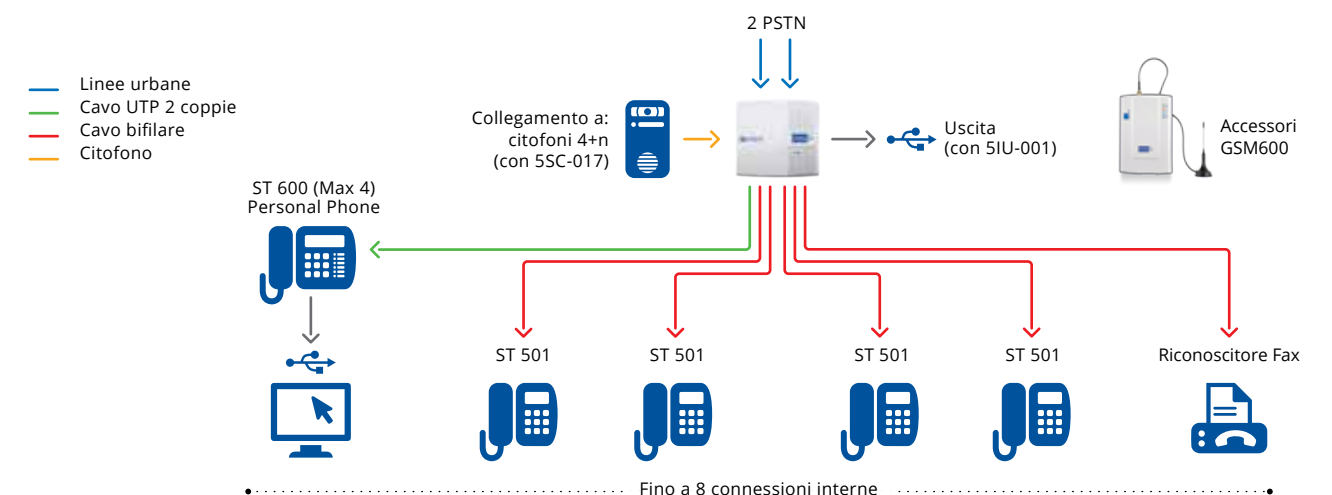 2 PSTN
Linee urbane
Cavo UTP 2 coppie
Cavo bifilare
Citofono
Collegamento a:
citofoni 4+n
(con 5SC-017)
Uscita
(con 5IU-001)
Accessori
GSM600
ST 600 (Max 4)
Personal Phone
ST 501
ST 501
ST 501
ST 501
Riconoscitore Fax
Fino a 8 connessioni interne